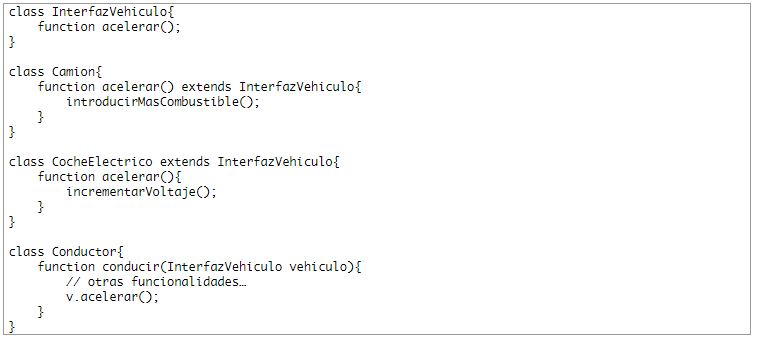 class InterfazVehiculo{
    function acelerar();
}

class Camion{
    function acelerar() extends InterfazVehiculo{
        introducirMasCombustible();
    }
}

class CocheElectrico extends InterfazVehiculo{
    function acelerar(){
        incrementarVoltaje();
    }
}

class Conductor{
    function conducir(InterfazVehiculo vehiculo){
        // otras funcionalidades…
        v.acelerar();
    }
}